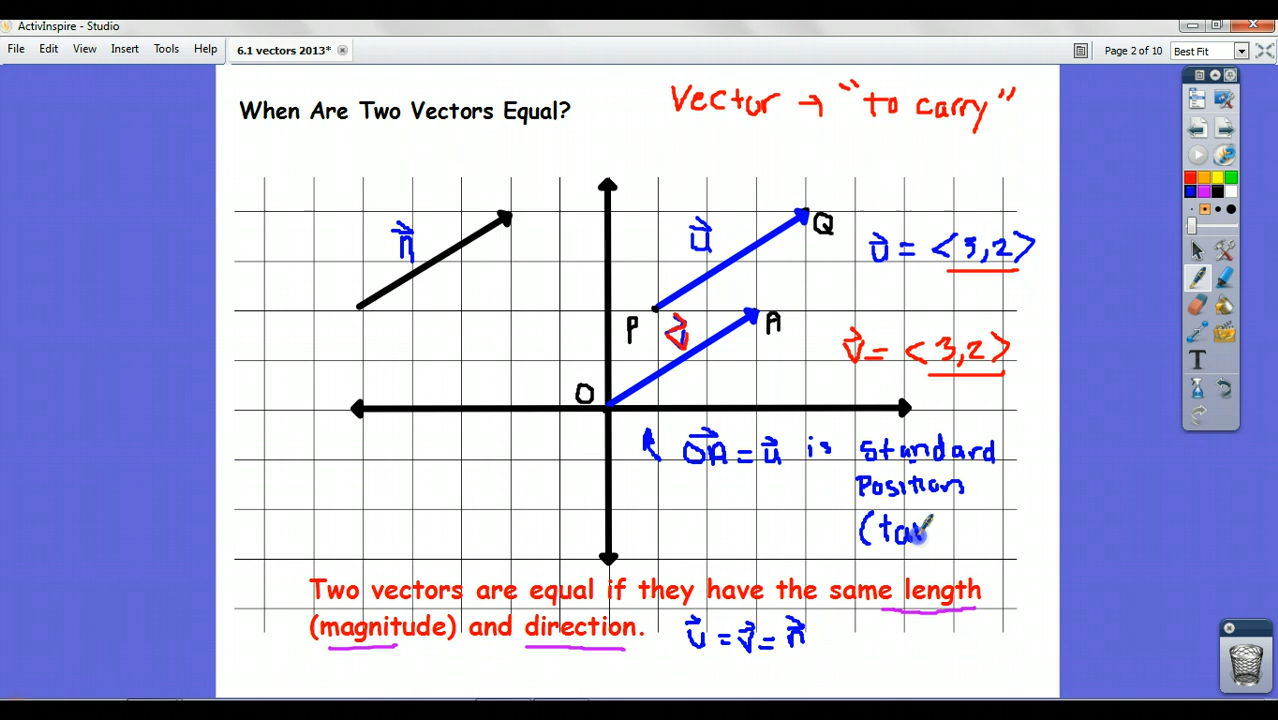 ActivInspire - Studio
File Edit View Insert Tools Help
6.1 vectors 2013*
Page 2 of 10
Best Fit
When Are Two Vectors Equal?
Vector → "to carry"
n⃗
u⃗
Q
u⃗ = <3,2>
P
v⃗
A
v⃗ = <3,2>
O
OA⃗ = u⃗ is standard
Position
(ta
Two vectors are equal if they have the same length
(magnitude) and direction.
u⃗ = v⃗ = n⃗